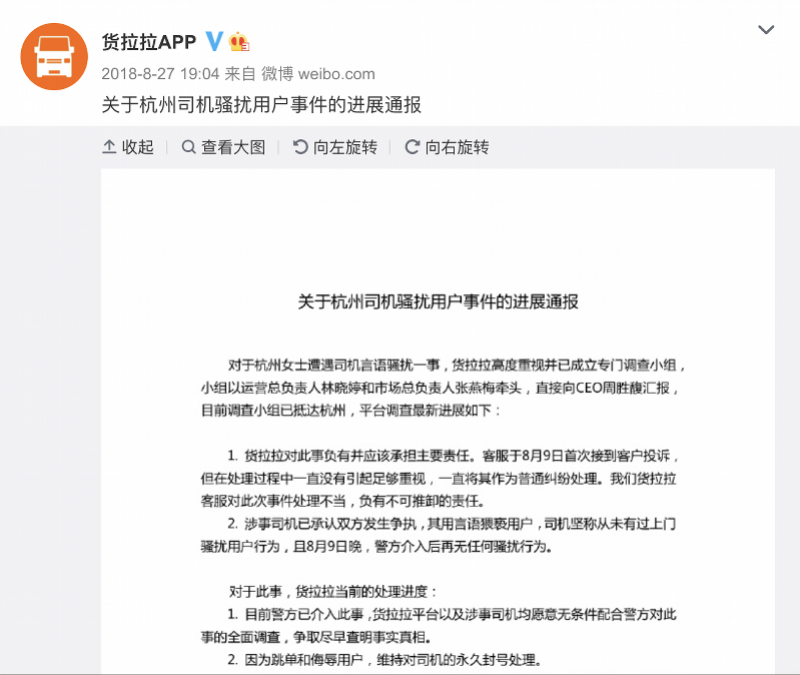 货拉拉APP
2018-8-27 19:04 来自 微博 weibo.com
关于杭州司机骚扰用户事件的进展通报
收起 查看大图 向左旋转 向右旋转
关于杭州司机骚扰用户事件的进展通报
对于杭州女士遭遇司机言语骚扰一事，货拉拉高度重视并已成立专门调查小组，
小组以运营总负责人林晓婷和市场总负责人张燕梅牵头，直接向CEO周胜馥汇报，
目前调查小组已抵达杭州，平台调查最新进展如下：
1. 货拉拉对此事负有并应该承担主要责任。客服于8月9日首次接到客户投诉，
但在处理过程中一直没有引起足够重视，一直将其作为普通纠纷处理。我们货拉拉
客服对此次事件处理不当，负有不可推卸的责任。
2. 涉事司机已承认双方发生争执，其用言语猥亵用户，司机坚称从未有过上门
骚扰用户行为，且8月9日晚，警方介入后再无任何骚扰行为。
对于此事，货拉拉当前的处理进度：
1. 目前警方已介入此事，货拉拉平台以及涉事司机均愿意无条件配合警方对此
事的全面调查，争取尽早查明事实真相。
2. 因为跳单和侮辱用户，维持对司机的永久封号处理。